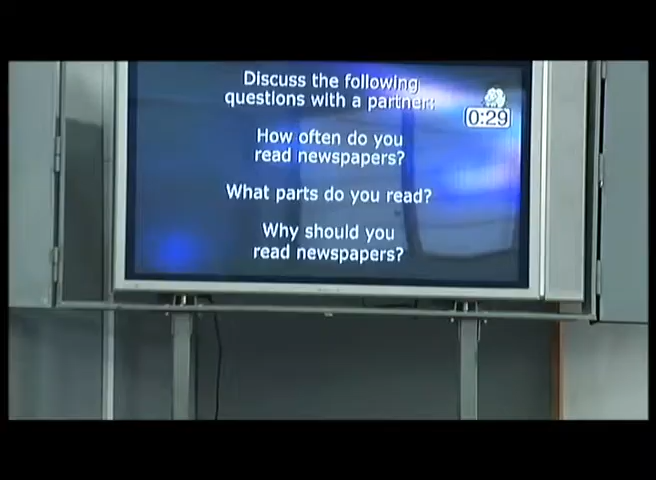 Discuss the following
questions with a partner:
0:29
How often do you
read newspapers?
What parts do you read?
Why should you
read newspapers?